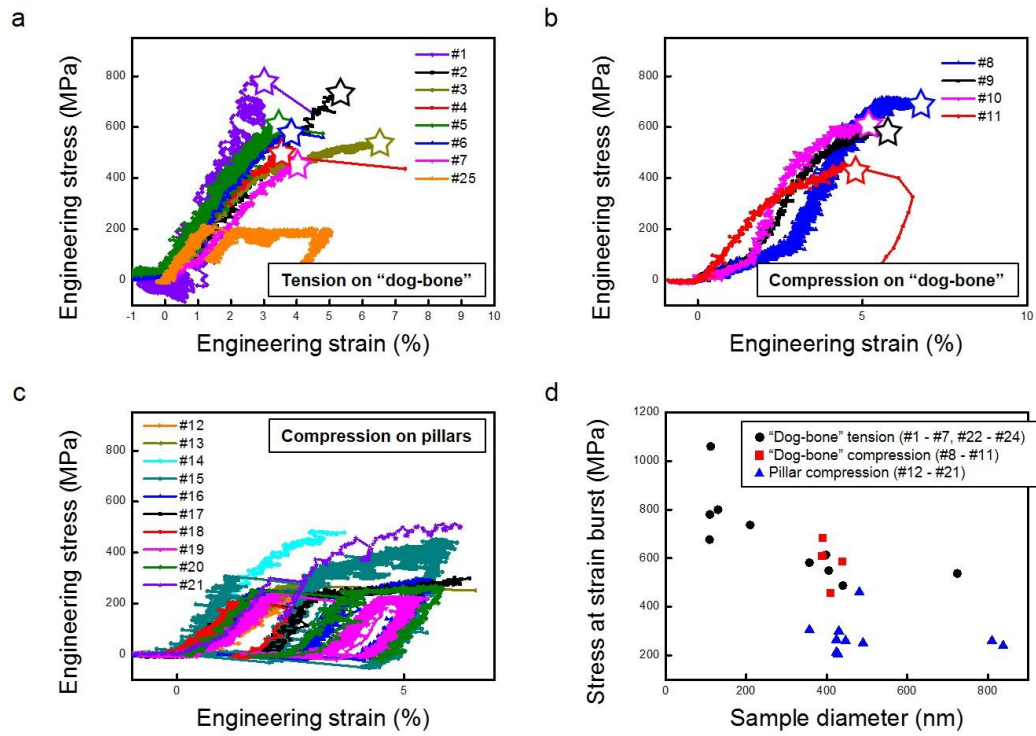 a
Engineering stress (MPa)
800
600
400
200
0
-1 0 1 2 3 4 5 6 7 8 9 10
Engineering strain (%)
#1
#2
#3
#4
#5
#6
#7
#25
Tension on “dog-bone”
b
Engineering stress (MPa)
800
600
400
200
0
0 5 10
Engineering strain (%)
#8
#9
#10
#11
Compression on “dog-bone”
c
Engineering stress (MPa)
800
600
400
200
0
0 5
Engineering strain (%)
#12
#13
#14
#15
#16
#17
#18
#19
#20
#21
Compression on pillars
d
Stress at strain burst (MPa)
1200
1000
800
600
400
200
0 200 400 600 800
Sample diameter (nm)
“Dog-bone” tension (#1 - #7, #22 - #24)
“Dog-bone” compression (#8 - #11)
Pillar compression (#12 - #21)